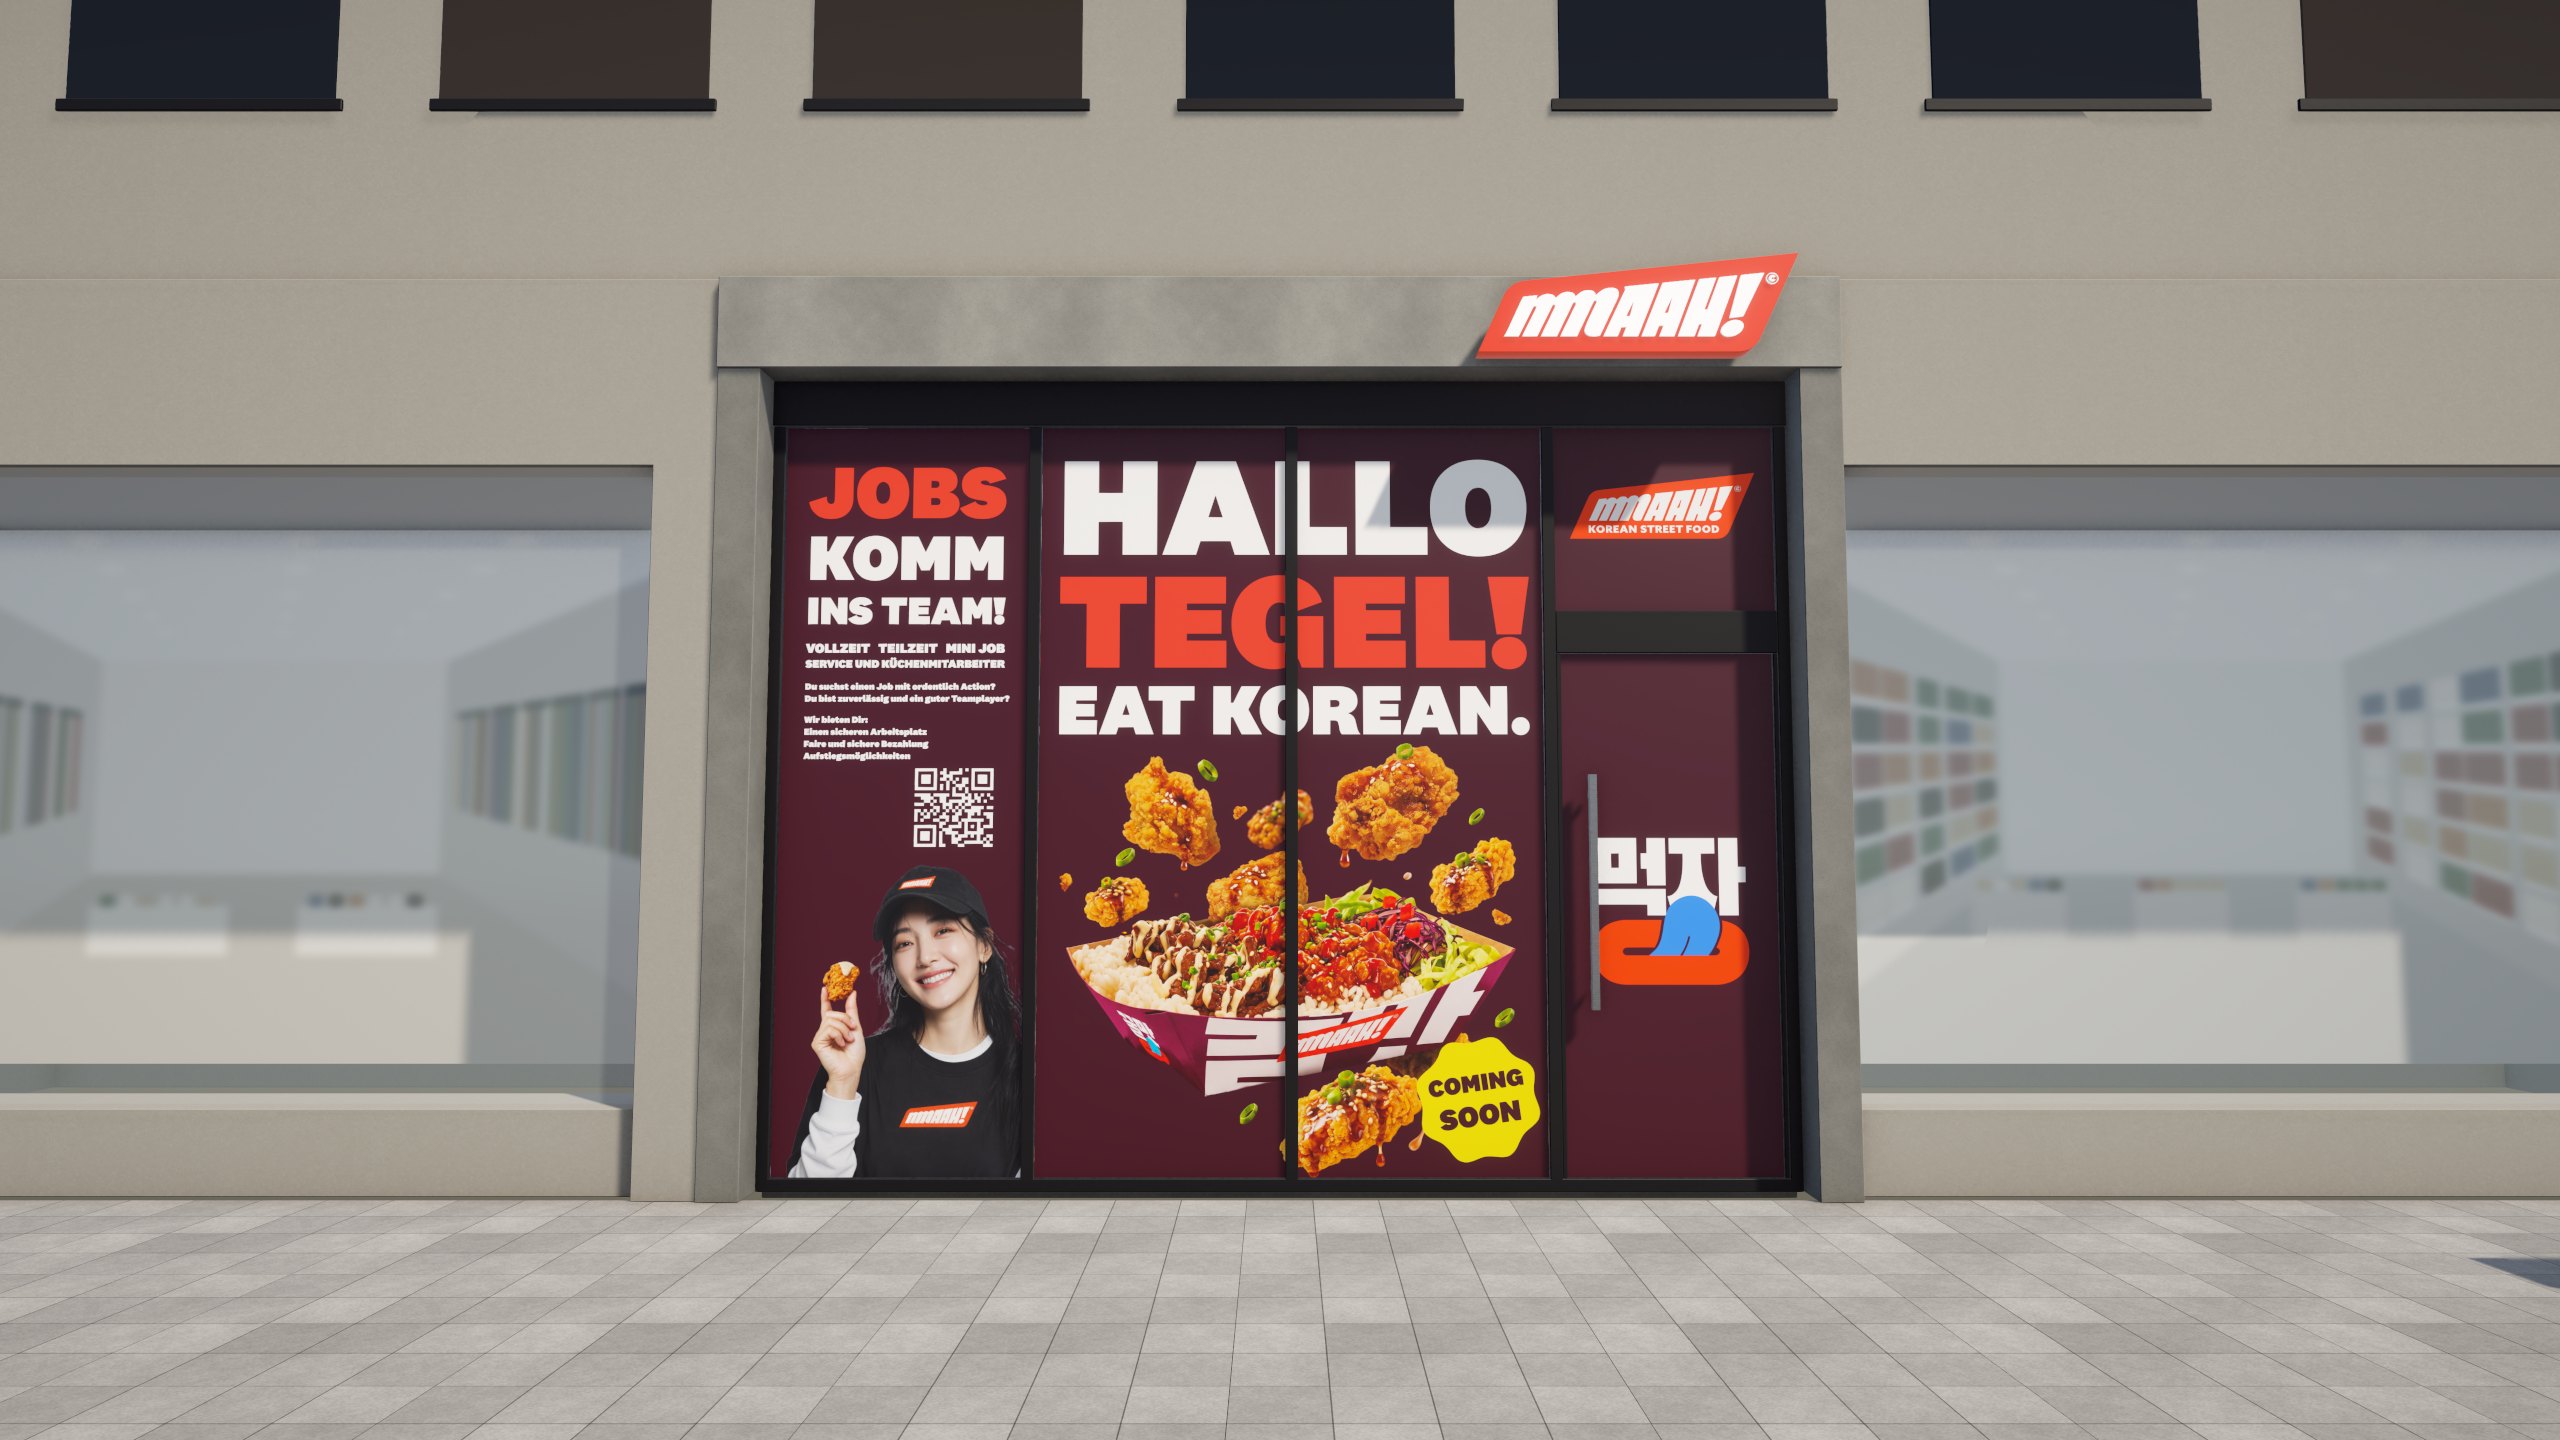 mmAAH!
JOBS
KOMM
INS TEAM!
VOLLZEIT TEILZEIT MINI JOB
SERVICE UND KÜCHENMITARBEITER
Du suchst einen Job mit ordentlich Action?
Du bist zuverlässig und ein guter Teamplayer?
Wir bieten Dir:
Einen sicheren Arbeitsplatz
Faire und sichere Bezahlung
Aufstiegsmöglichkeiten
mmAAH!
mmAAH!
HALLO
TEGEL!
EAT KOREAN.
mmAAH!
COMING
SOON
mmAAH!
KOREAN STREET FOOD
먹자